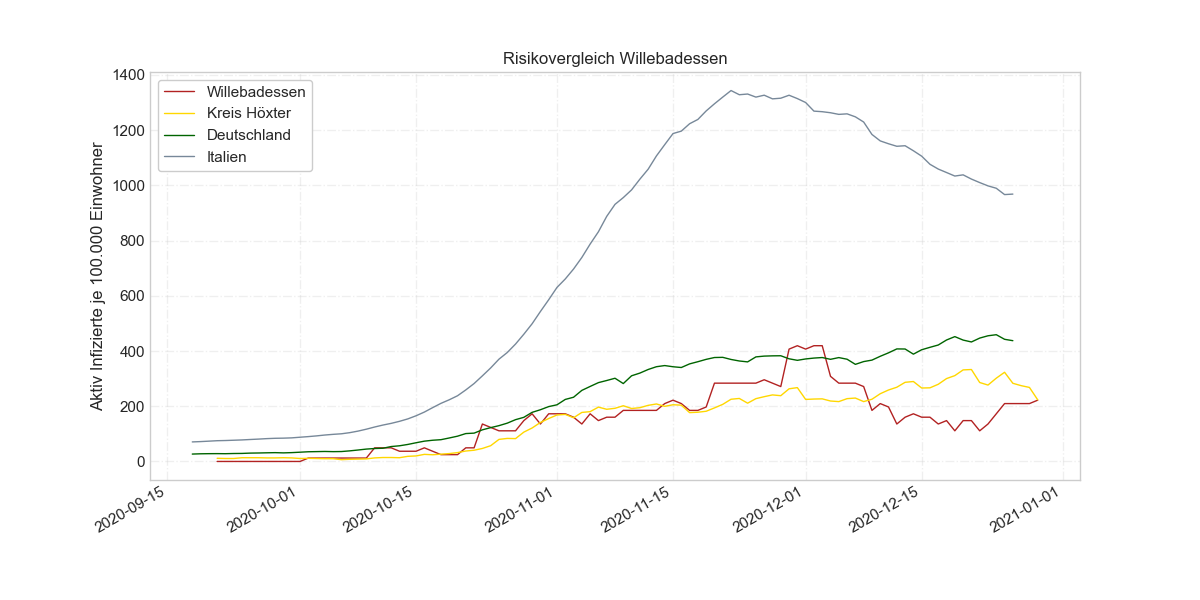 Risikovergleich Willebadessen
Aktiv Infizierte je 100.000 Einwohner
1400
1200
1000
800
600
400
200
0
Willebadessen
Kreis Höxter
Deutschland
Italien
2020-09-15
2020-10-01
2020-10-15
2020-11-01
2020-11-15
2020-12-01
2020-12-15
2021-01-01